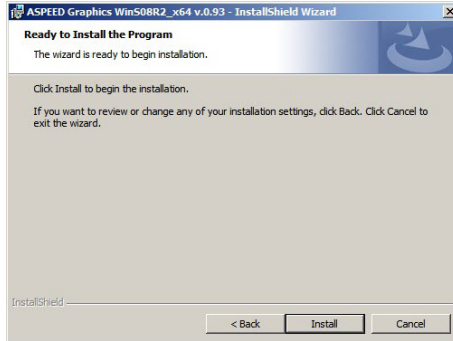 ASPEED Graphics WinS08R2_x64 v.0.93 - InstallShield Wizard
Ready to Install the Program
The wizard is ready to begin installation.
Click Install to begin the installation.
If you want to review or change any of your installation settings, click Back. Click Cancel to
exit the wizard.
InstallShield
< Back Install Cancel